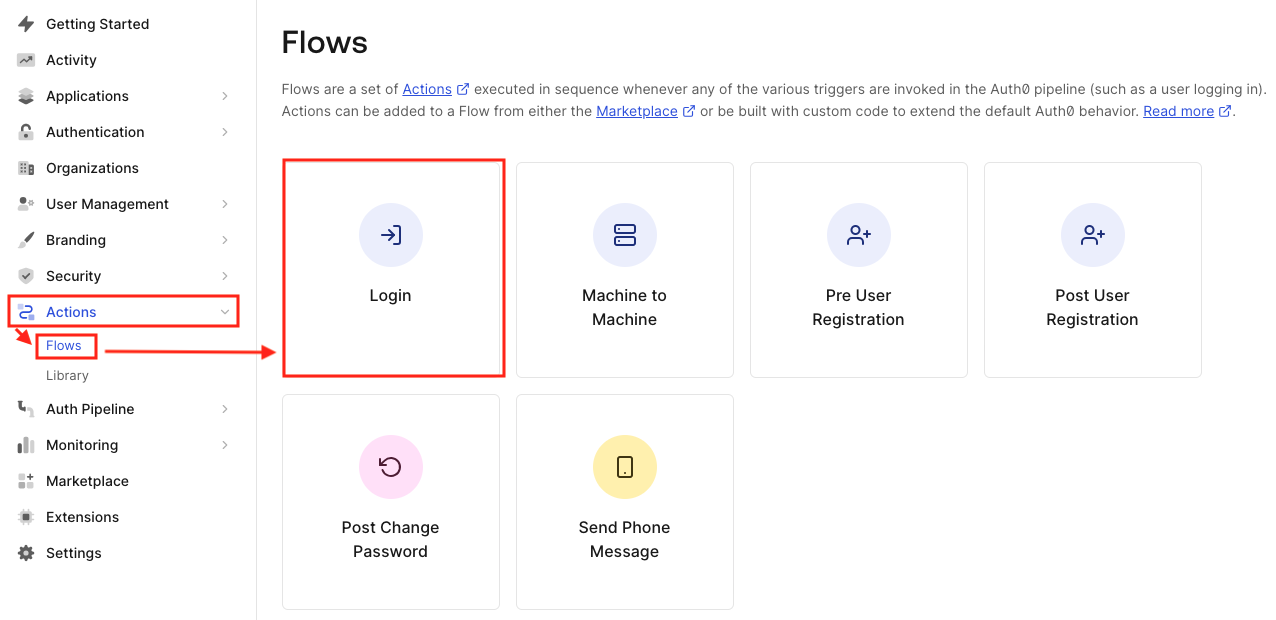 Getting Started
Activity
Applications
Authentication
Organizations
User Management
Branding
Security
Actions
Flows
Library
Auth Pipeline
Monitoring
Marketplace
Extensions
Settings
Flows
Flows are a set of Actions executed in sequence whenever any of the various triggers are invoked in the Auth0 pipeline (such as a user logging in).
Actions can be added to a Flow from either the Marketplace or be built with custom code to extend the default Auth0 behavior. Read more.
Login
Machine to
Machine
Pre User
Registration
Post User
Registration
Post Change
Password
Send Phone
Message